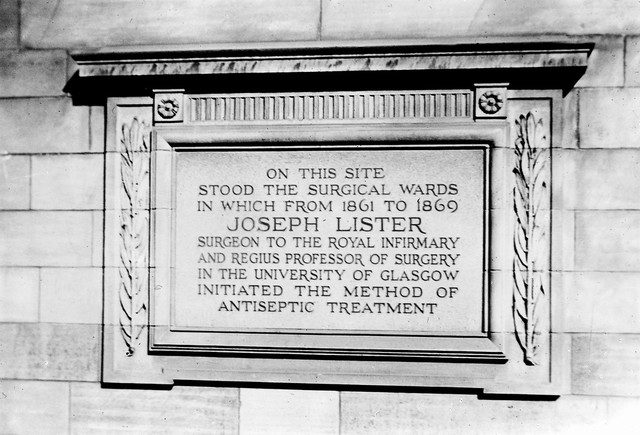 ON THIS SITE
STOOD THE SURGICAL WARDS
IN WHICH FROM 1861 TO 1869
JOSEPH LISTER
SURGEON TO THE ROYAL INFIRMARY
AND REGIUS PROFESSOR OF SURGERY
IN THE UNIVERSITY OF GLASGOW
INITIATED THE METHOD OF
ANTISEPTIC TREATMENT